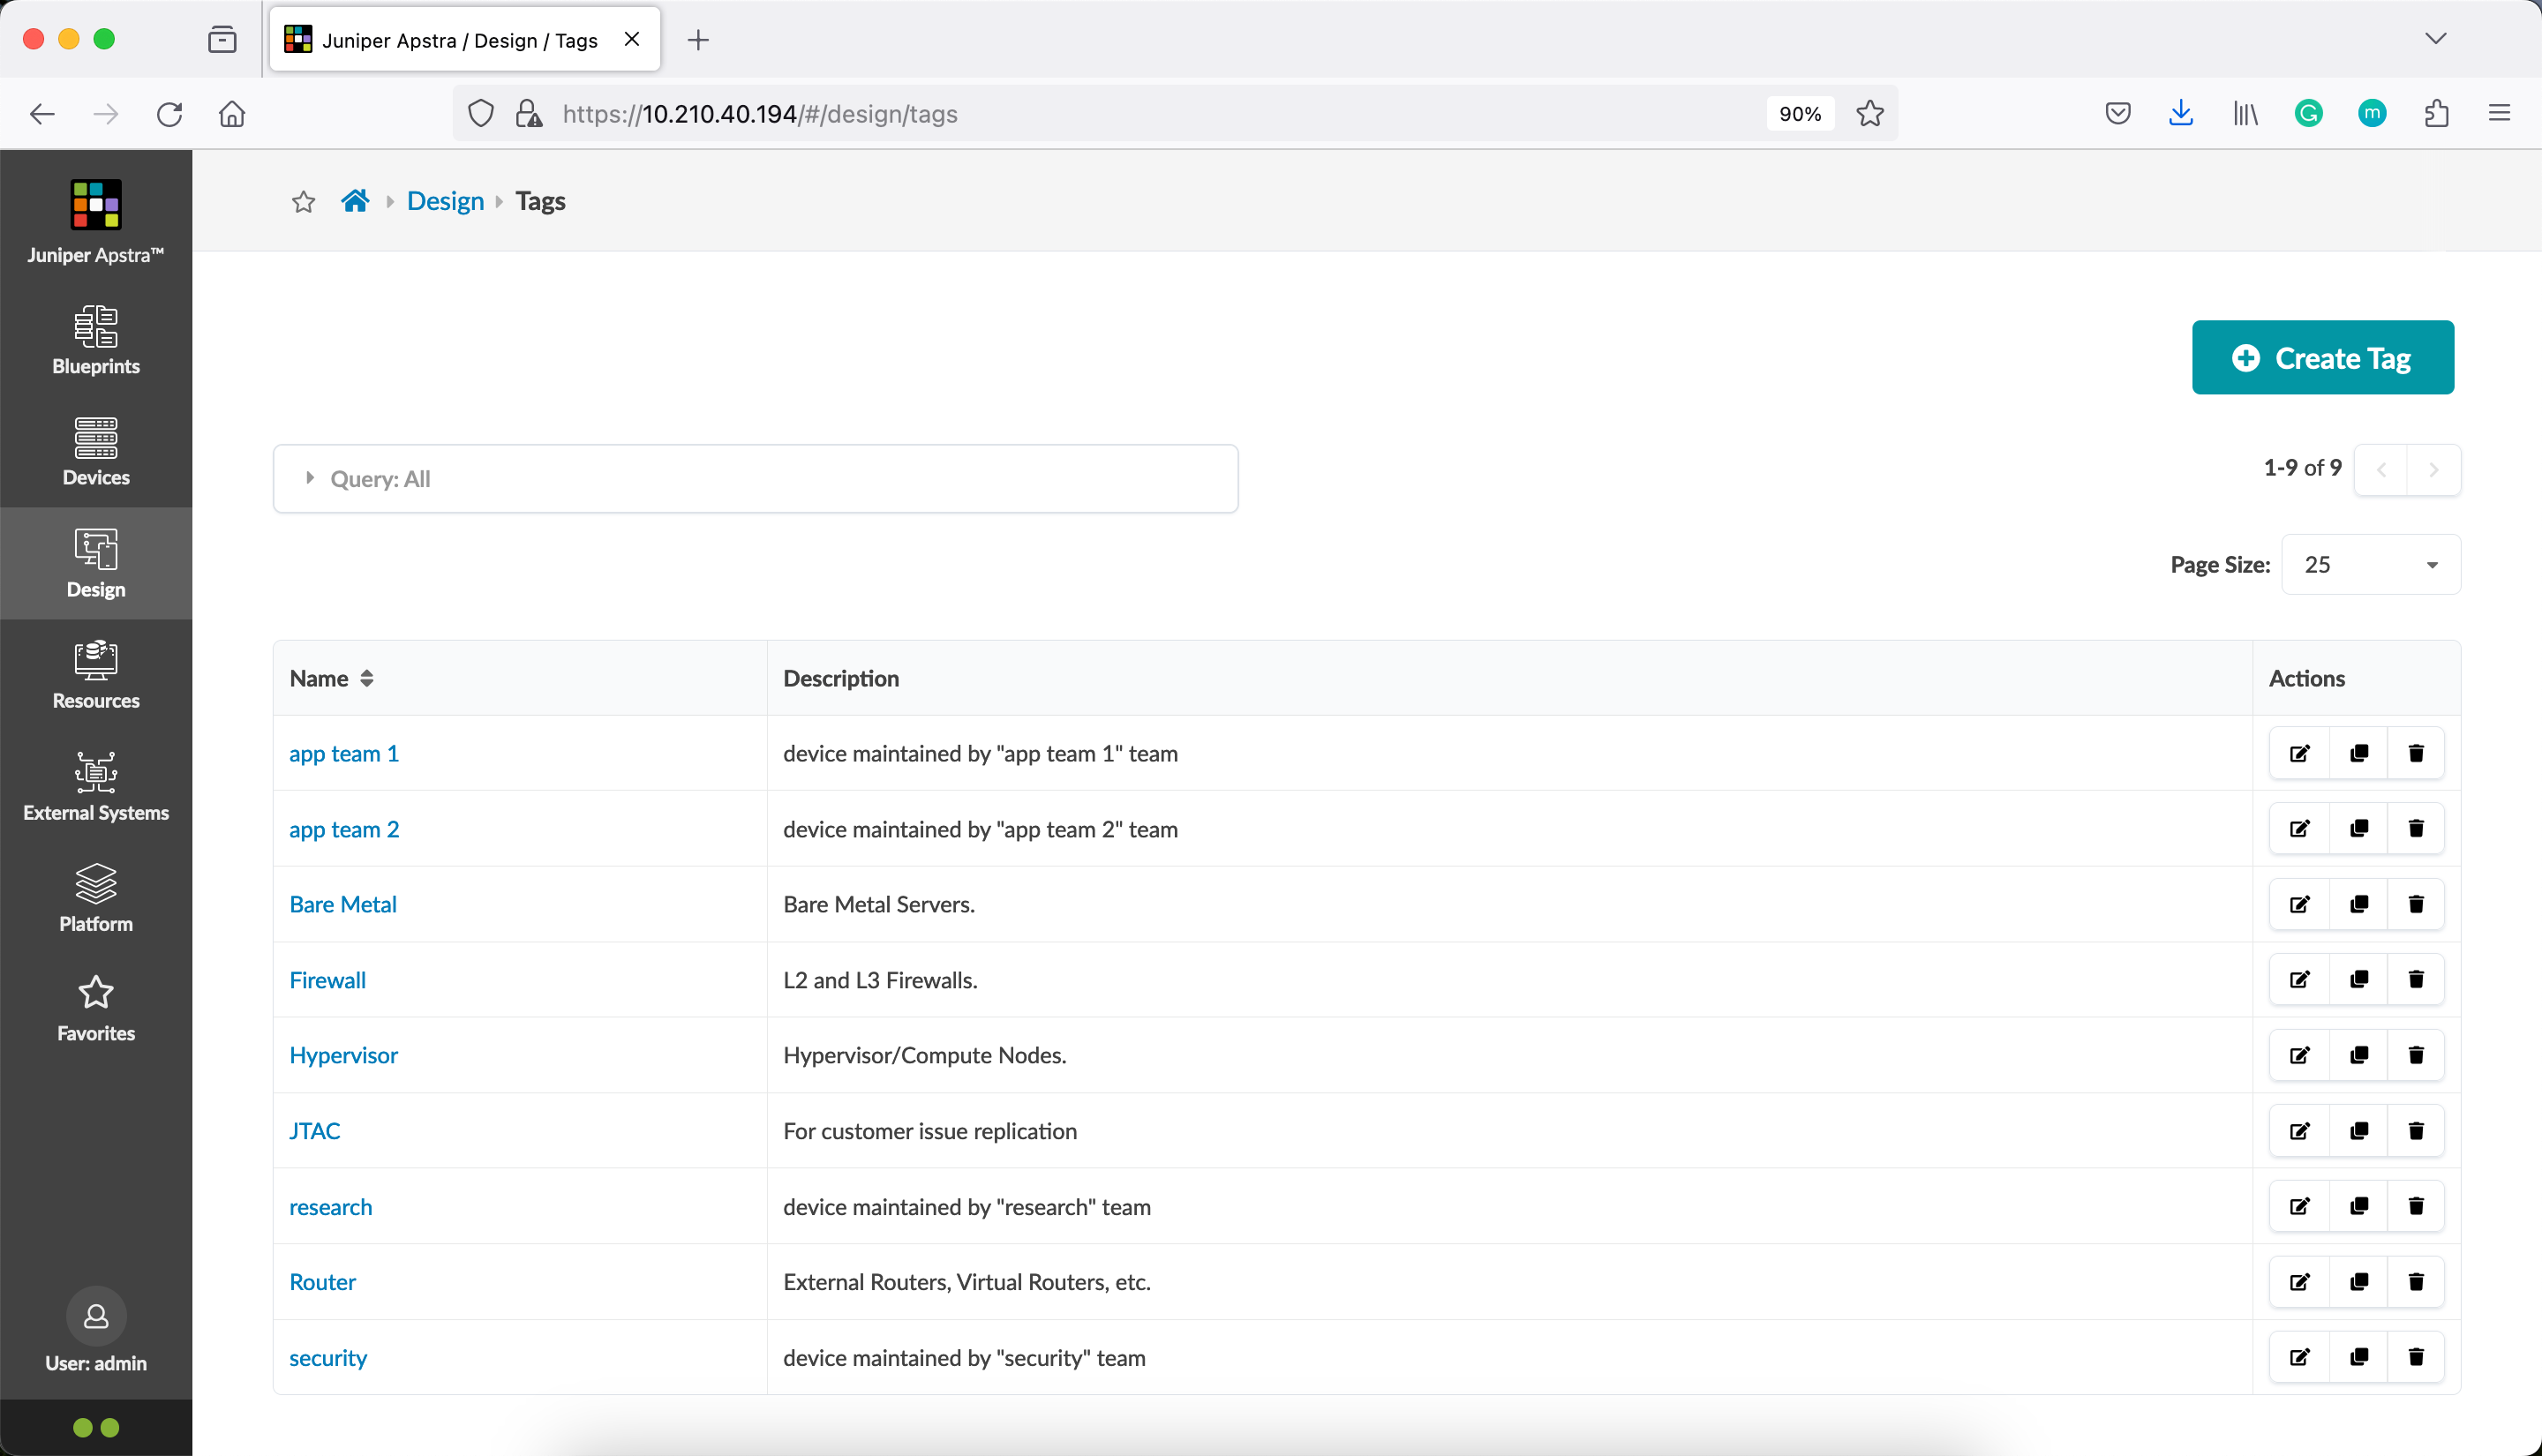 Juniper Apstra / Design / Tags
https://10.210.40.194/#/design/tags
90%
G
m
Juniper Apstra™
Blueprints
Devices
Design
Resources
External Systems
Platform
Favorites
User: admin
Design Tags
Create Tag
Query: All
1-9 of 9
Page Size: 25
Name Description Actions
app team 1 device maintained by "app team 1" team
app team 2 device maintained by "app team 2" team
Bare Metal Bare Metal Servers.
Firewall L2 and L3 Firewalls.
Hypervisor Hypervisor/Compute Nodes.
JTAC For customer issue replication
research device maintained by "research" team
Router External Routers, Virtual Routers, etc.
security device maintained by "security" team